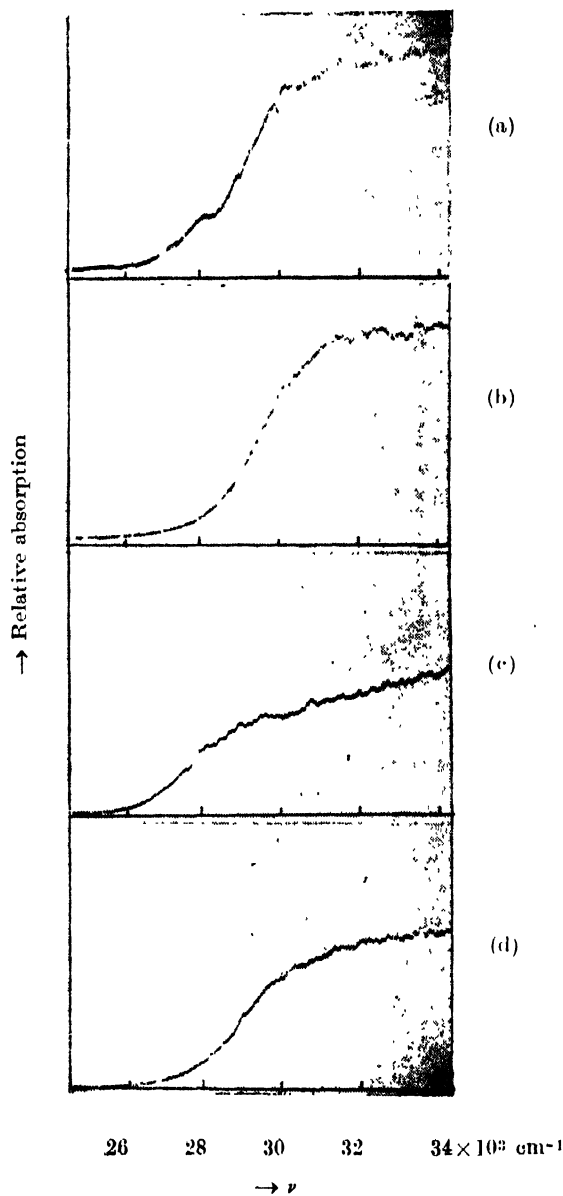 (a)
(b)
→ Relative absorption
(c)
(d)
26 28 30 32 34 × 10³ cm⁻¹
→ ν